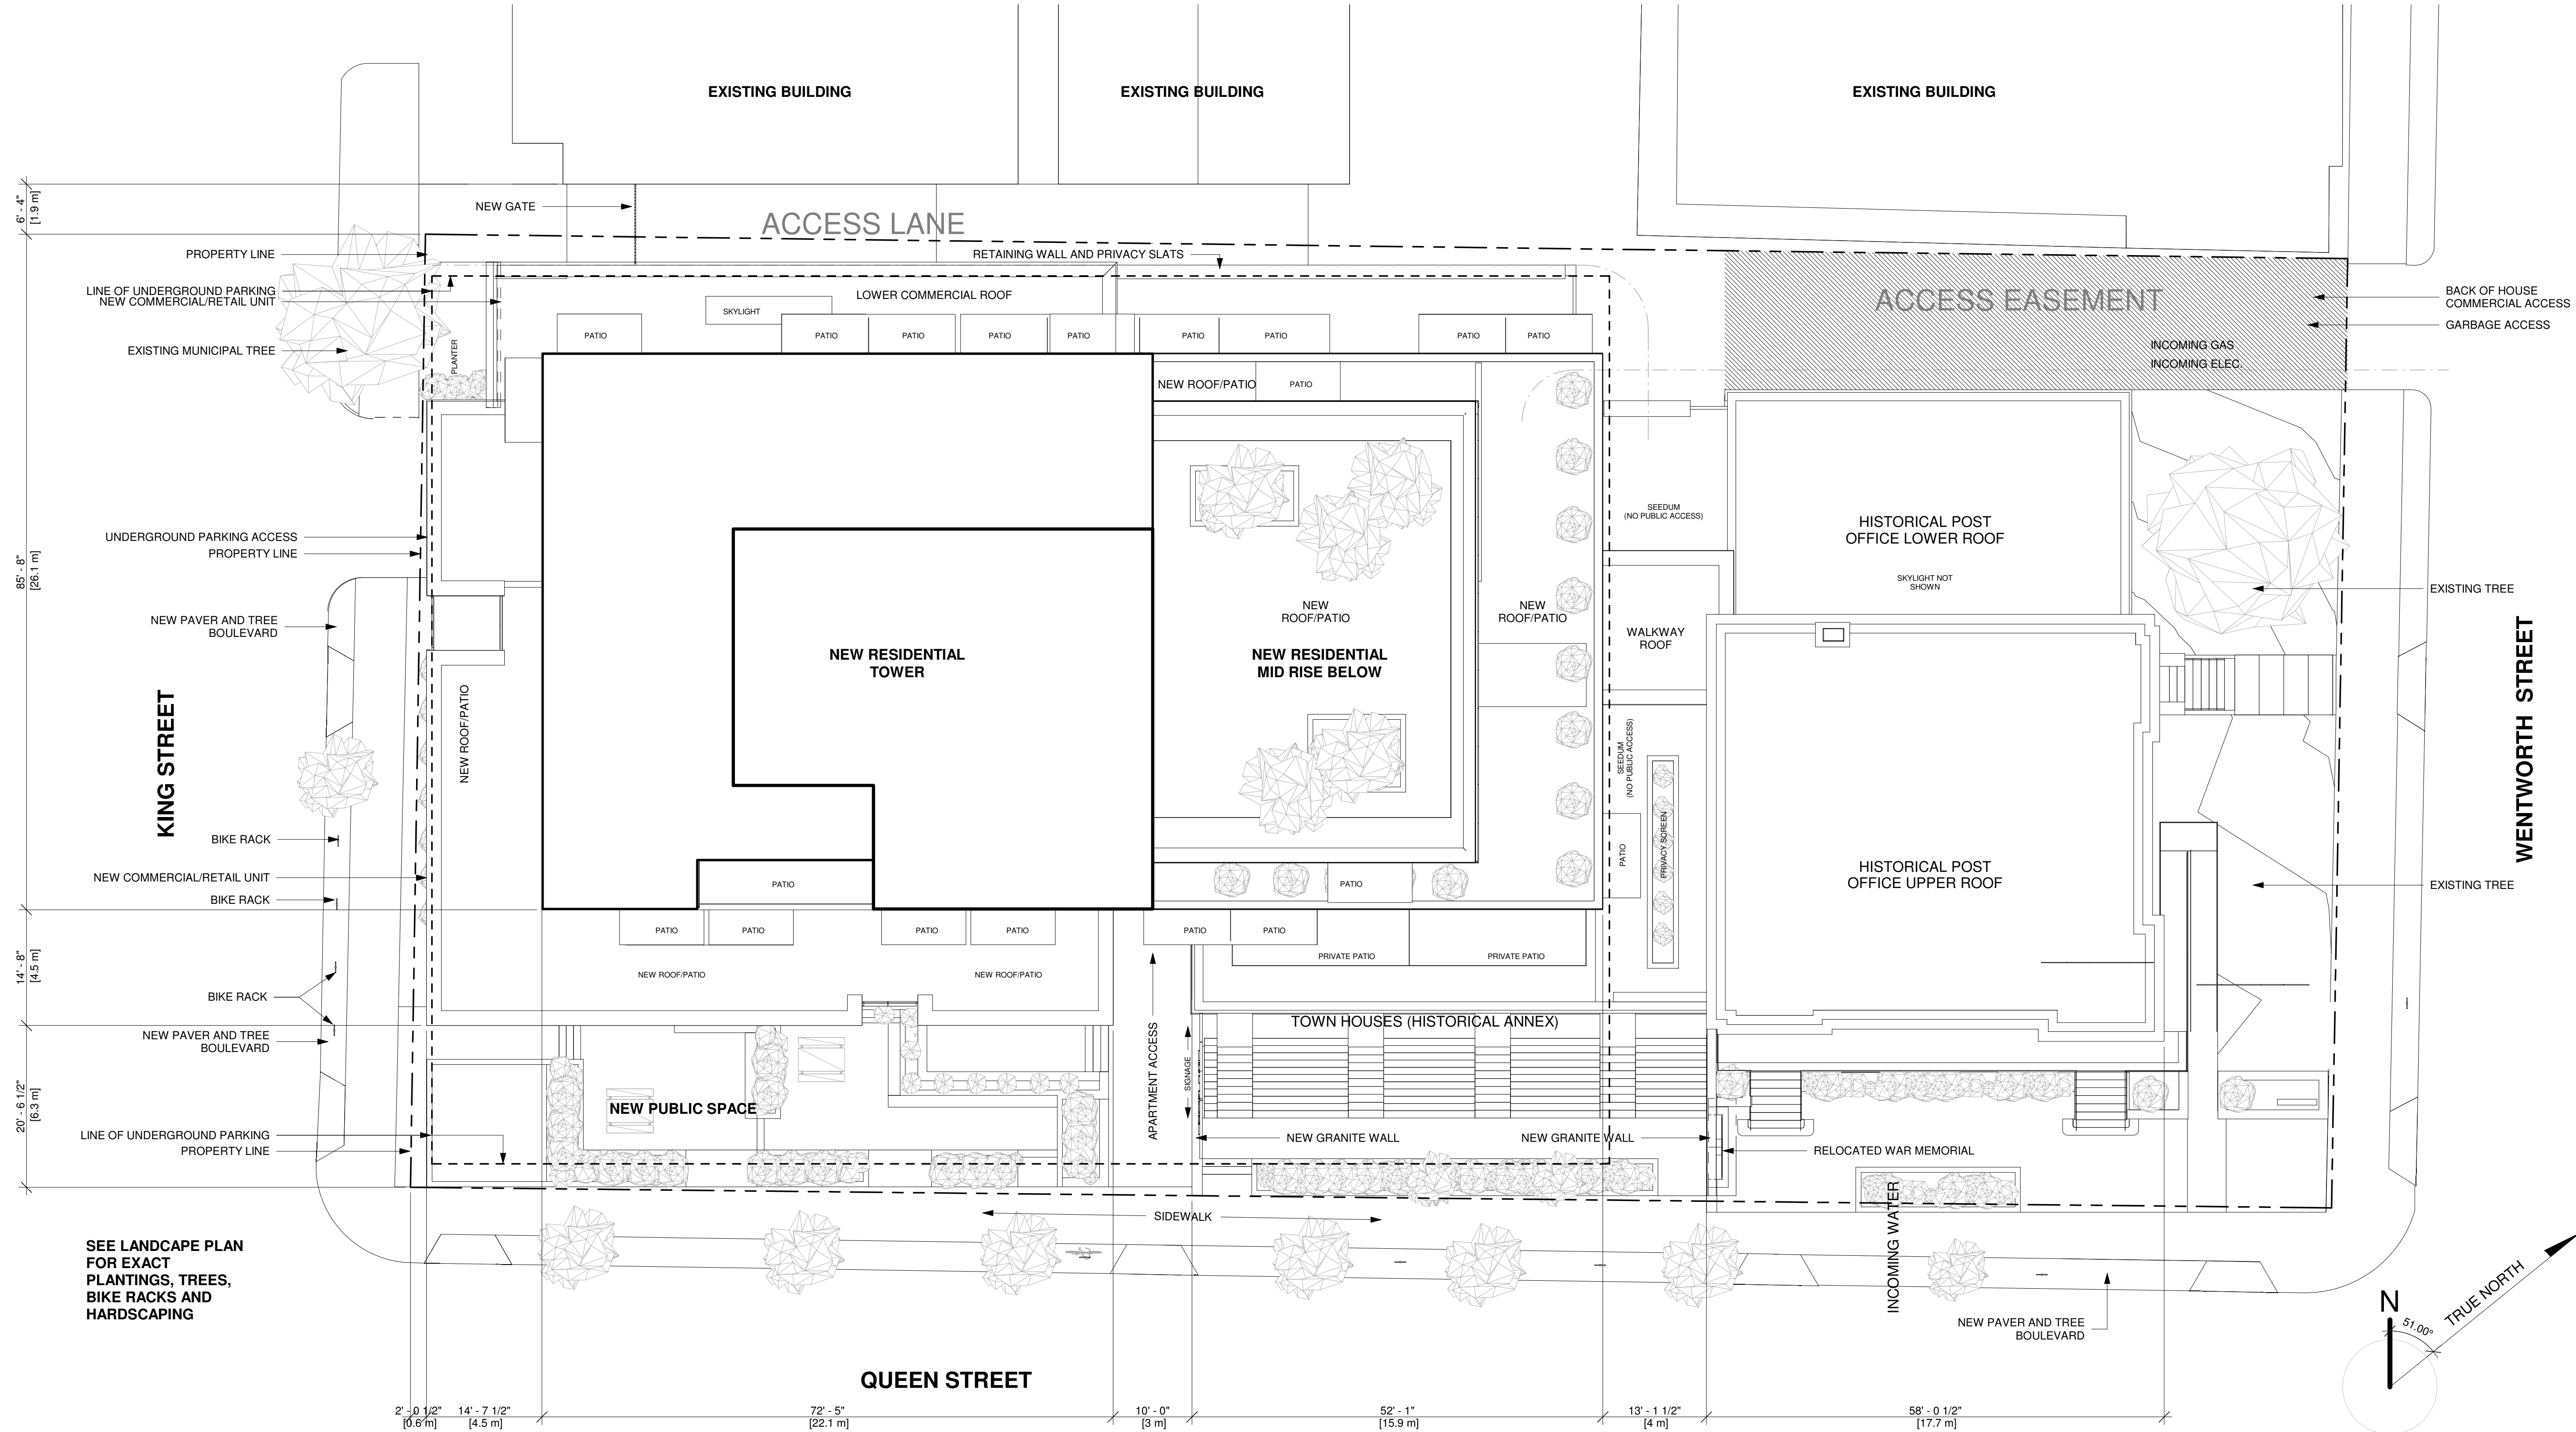 EXISTING BUILDING
EXISTING BUILDING
EXISTING BUILDING
6' - 4"
[1.9 m]
NEW GATE
ACCESS LANE
PROPERTY LINE
RETAINING WALL AND PRIVACY SLATS
LINE OF UNDERGROUND PARKING
NEW COMMERCIAL/RETAIL UNIT
LOWER COMMERCIAL ROOF
SKYLIGHT
ACCESS EASEMENT
BACK OF HOUSE
COMMERCIAL ACCESS
GARBAGE ACCESS
EXISTING MUNICIPAL TREE
PLANTER
PATIO
PATIO
PATIO
PATIO
PATIO
PATIO
PATIO
PATIO
PATIO
INCOMING GAS
INCOMING ELEC.
NEW ROOF/PATIO
PATIO
SEEDUM
(NO PUBLIC ACCESS)
HISTORICAL POST
OFFICE LOWER ROOF
UNDERGROUND PARKING ACCESS
PROPERTY LINE
85' - 8"
[26.1 m]
SKYLIGHT NOT
SHOWN
EXISTING TREE
NEW PAVER AND TREE
BOULEVARD
NEW
ROOF/PATIO
NEW
ROOF/PATIO
WALKWAY
ROOF
NEW RESIDENTIAL
TOWER
NEW RESIDENTIAL
MID RISE BELOW
KING STREET
NEW ROOF/PATIO
SEEDUM
(NO PUBLIC ACCESS)
WENTWORTH STREET
BIKE RACK
PATIO
PRIVACY SCREEN
NEW COMMERCIAL/RETAIL UNIT
BIKE RACK
PATIO
PATIO
HISTORICAL POST
OFFICE UPPER ROOF
EXISTING TREE
PATIO
PATIO
PATIO
PATIO
PATIO
PATIO
14' - 8"
[4.5 m]
NEW ROOF/PATIO
NEW ROOF/PATIO
PRIVATE PATIO
PRIVATE PATIO
BIKE RACK
NEW PAVER AND TREE
BOULEVARD
TOWN HOUSES (HISTORICAL ANNEX)
APARTMENT ACCESS
SIGNAGE
20' - 6 1/2"
[6.3 m]
NEW PUBLIC SPACE
LINE OF UNDERGROUND PARKING
PROPERTY LINE
NEW GRANITE WALL
NEW GRANITE WALL
RELOCATED WAR MEMORIAL
SIDEWALK
INCOMING WATER
SEE LANDCAPE PLAN
FOR EXACT
PLANTINGS, TREES,
BIKE RACKS AND
HARDSCAPING
NEW PAVER AND TREE
BOULEVARD
N
TRUE NORTH
51.00°
QUEEN STREET
2' - 0 1/2"
[0.6 m]
14' - 7 1/2"
[4.5 m]
72' - 5"
[22.1 m]
10' - 0"
[3 m]
52' - 1"
[15.9 m]
13' - 1 1/2"
[4 m]
58' - 0 1/2"
[17.7 m]